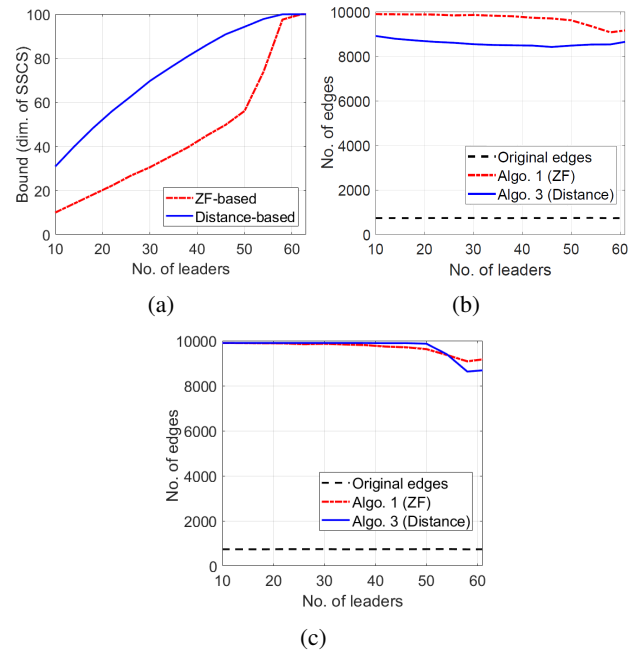 100
80
60
40
20
0
Bound (dim. of SSCS)
ZF-based
Distance-based
10 20 30 40 50 60
No. of leaders
(a)
10000
8000
6000
4000
2000
0
No. of edges
Original edges
Algo. 1 (ZF)
Algo. 3 (Distance)
10 20 30 40 50 60
No. of leaders
(b)
10000
8000
6000
4000
2000
0
No. of edges
Original edges
Algo. 1 (ZF)
Algo. 3 (Distance)
10 20 30 40 50 60
No. of leaders
(c)